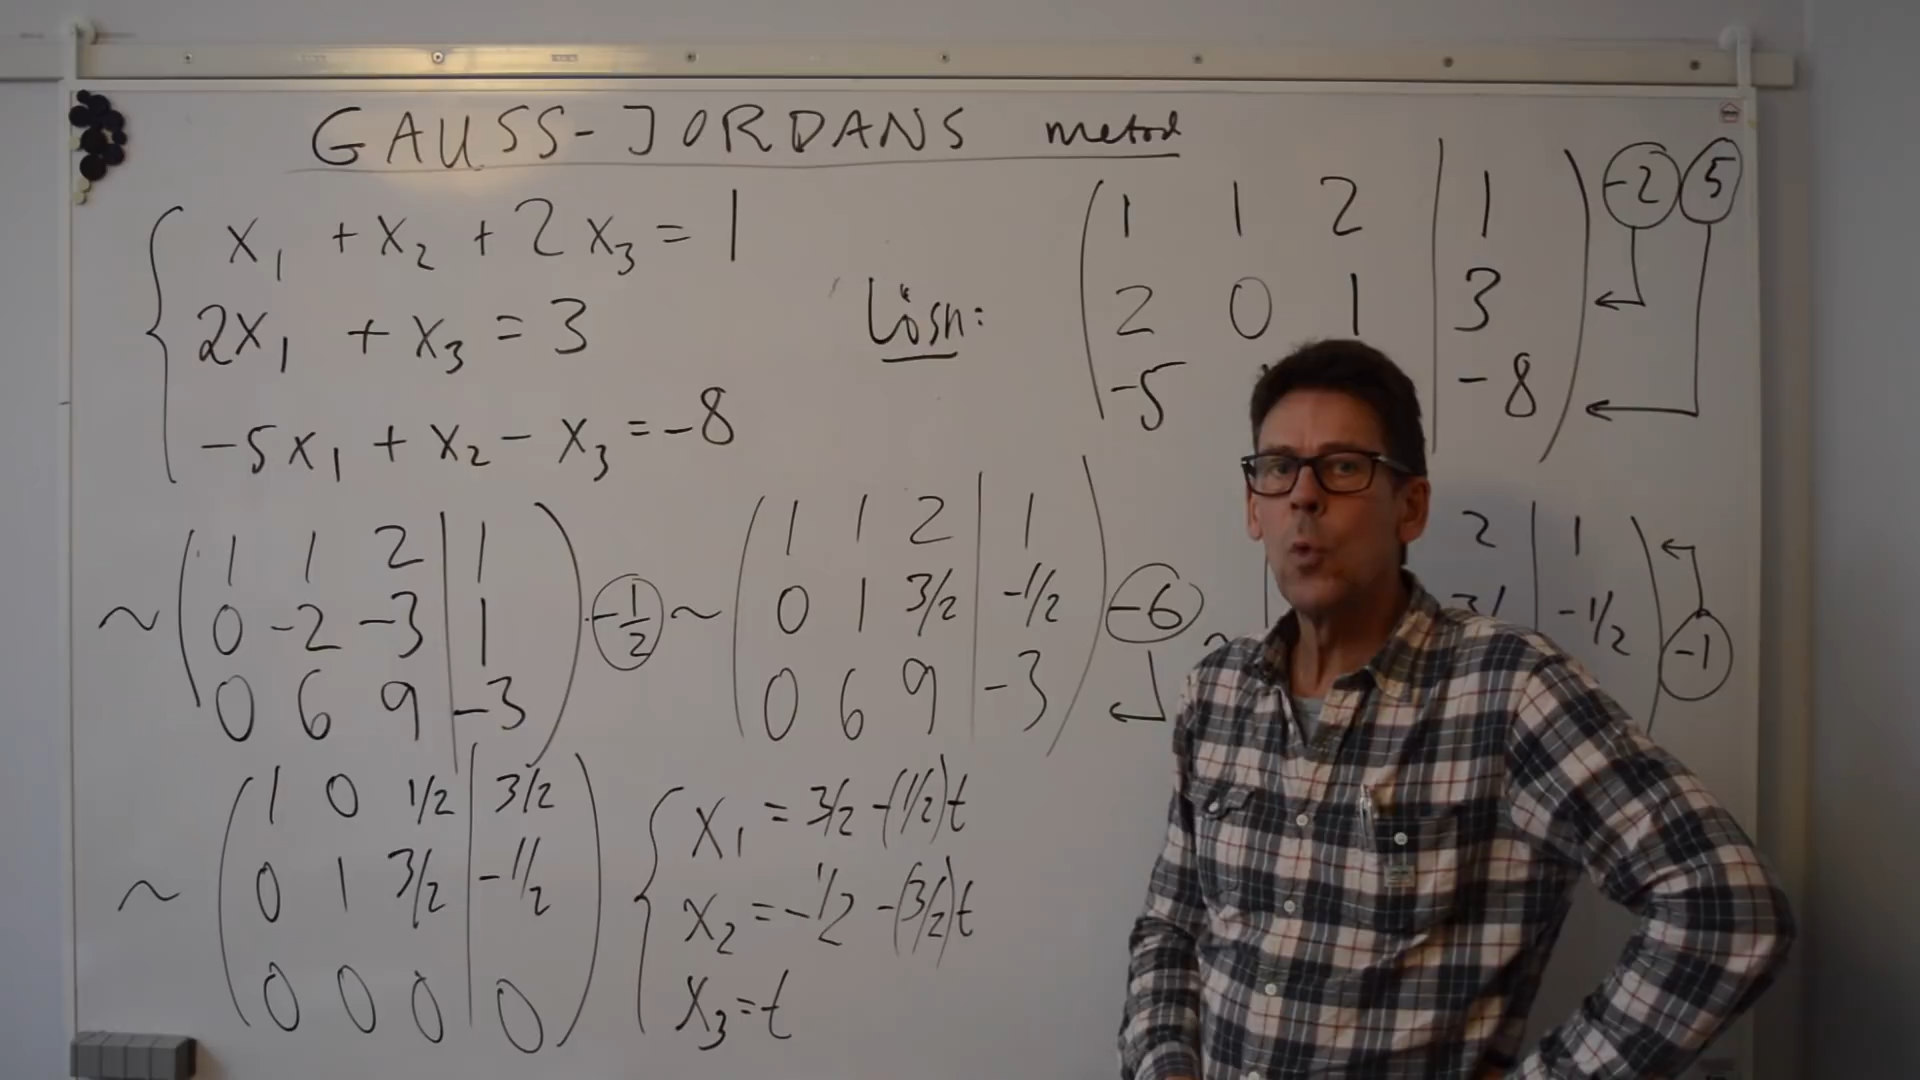 GAUSS-JORDANS metod
x₁ + x₂ + 2x₃ = 1
2x₁ + x₃ = 3
-5x₁ + x₂ - x₃ = -8
Lösn:
1 1 2 | 1 -2 5
2 0 1 | 3
-5 | -8
~
1 1 2 | 1
0 -2 -3 | 1 -1/2
0 6 9 | -3
~
1 1 2 | 1
0 1 3/2 | -1/2 -6
0 6 9 | -3
~
2 | 1
| -1/2 -1
~
1 0 1/2 | 3/2
0 1 3/2 | -1/2
0 0 0 | 0
x₁ = 3/2 -(1/2)t
x₂ = -1/2 -(3/2)t
x₃ = t